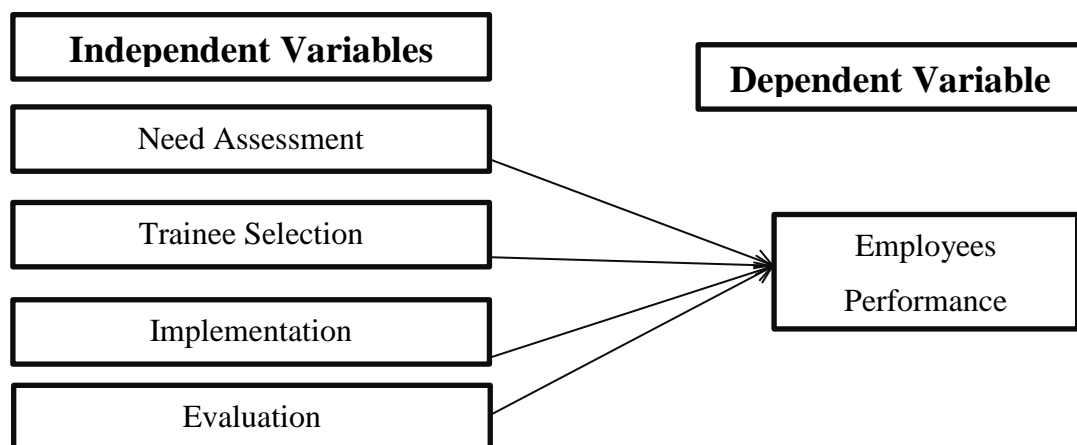 Independent Variables
Dependent Variable
Need Assessment
Trainee Selection
Employees
Performance
Implementation
Evaluation